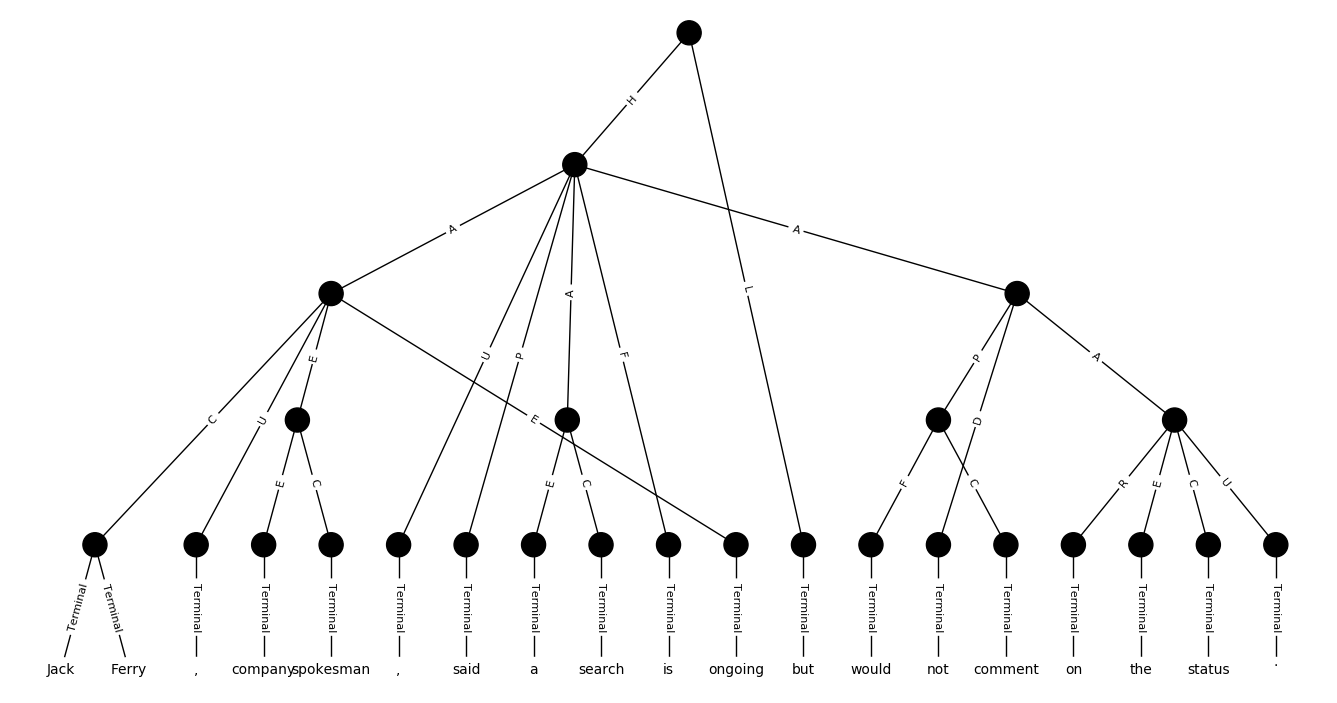 H
A A
L
U P A F
E P
C U E A D
E C E C F C R E C U
Terminal Terminal Terminal Terminal Terminal Terminal Terminal Terminal Terminal Terminal Terminal Terminal Terminal Terminal Terminal Terminal Terminal Terminal Terminal
Jack Ferry , company spokesman , said a search is ongoing but would not comment on the status .